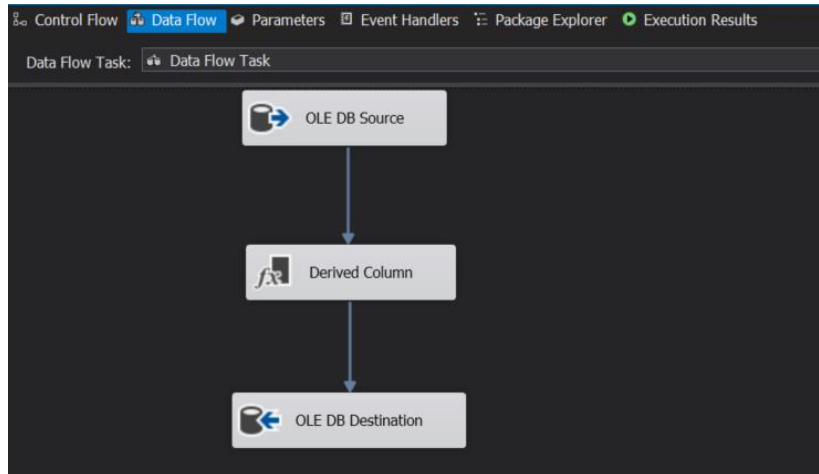 Control Flow Data Flow Parameters Event Handlers Package Explorer Execution Results
Data Flow Task: Data Flow Task
OLE DB Source
fx Derived Column
OLE DB Destination